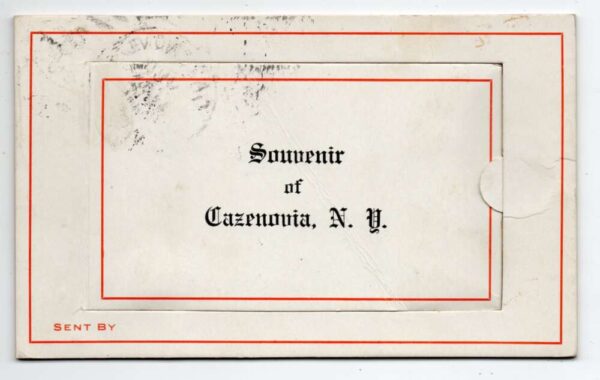 Souvenir
of
Cazenovia, N. Y.
SENT BY